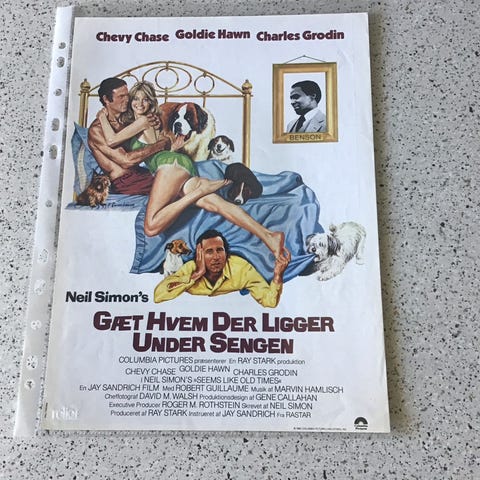 Chevy Chase Goldie Hawn Charles Grodin
BENSON
Neil Simon's
GÆT HVEM DER LIGGER
UNDER SENGEN
COLUMBIA PICTURES præsenterer En RAY STARK produktion
CHEVY CHASE GOLDIE HAWN CHARLES GRODIN
i NEIL SIMON'S »SEEMS LIKE OLD TIMES«
En JAY SANDRICH FILM Med ROBERT GUILLAUME Musik af MARVIN HAMLISCH
Cheffotograf DAVID M. WALSH Produktionsdesign af GENE CALLAHAN
Executive Producer ROGER M. ROTHSTEIN Skrevet af NEIL SIMON
Produceret af RAY STARK Instrueret af JAY SANDRICH Fra RASTAR
Columbia
Pictures